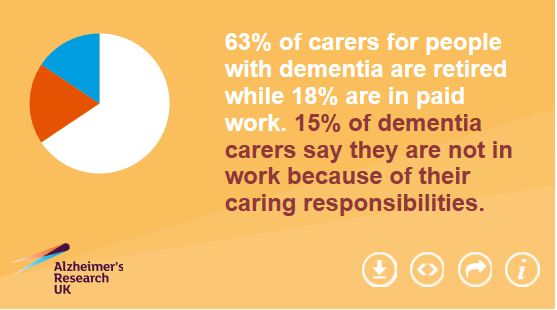 63% of carers for people
with dementia are retired
while 18% are in paid
work. 15% of dementia
carers say they are not in
work because of their
caring responsibilities.
Alzheimer's
Research
UK